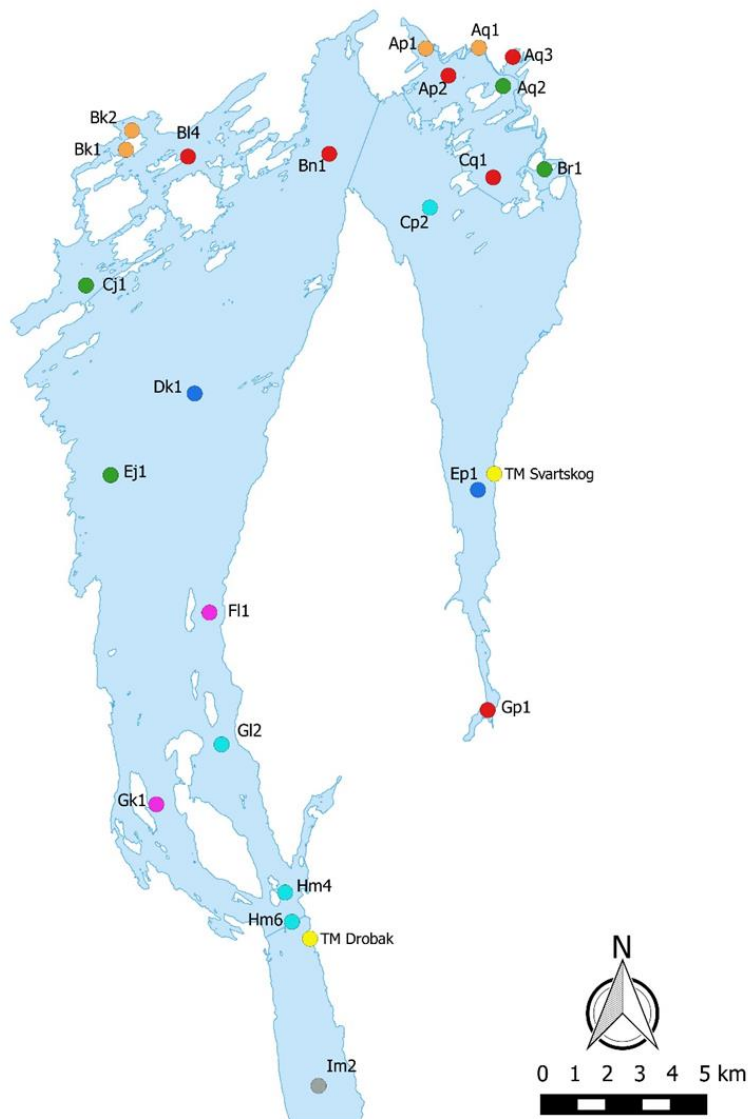 Ap1
Aq1
Aq3
Ap2
Aq2
Bk2
Bk1
Bl4
Bn1
Cq1
Br1
Cp2
Cj1
Dk1
Ej1
Ep1
TM Svartskog
Fl1
Gp1
Gl2
Gk1
Hm4
Hm6
TM Drobak
N
Im2
0 1 2 3 4 5 km